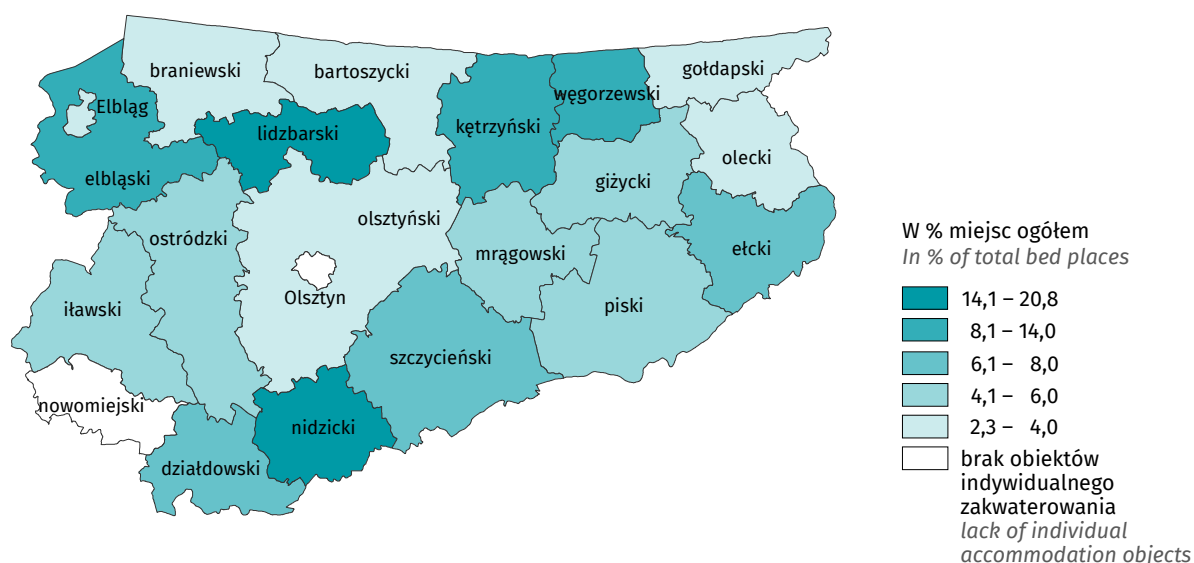 braniewski
bartoszycki
gołdapski
Elbląg
węgorzewski
lidzbarski
kętrzyński
olecki
elbląski
giżycki
olsztyński
ostródzki
mrągowski
ełcki
Olsztyn
iławski
piski
szczycieński
nowomiejski
nidzicki
działdowski
W % miejsc ogółem
In % of total bed places
14,1 – 20,8
8,1 – 14,0
6,1 – 8,0
4,1 – 6,0
2,3 – 4,0
brak obiektów
indywidualnego
zakwaterowania
lack of individual
accommodation objects